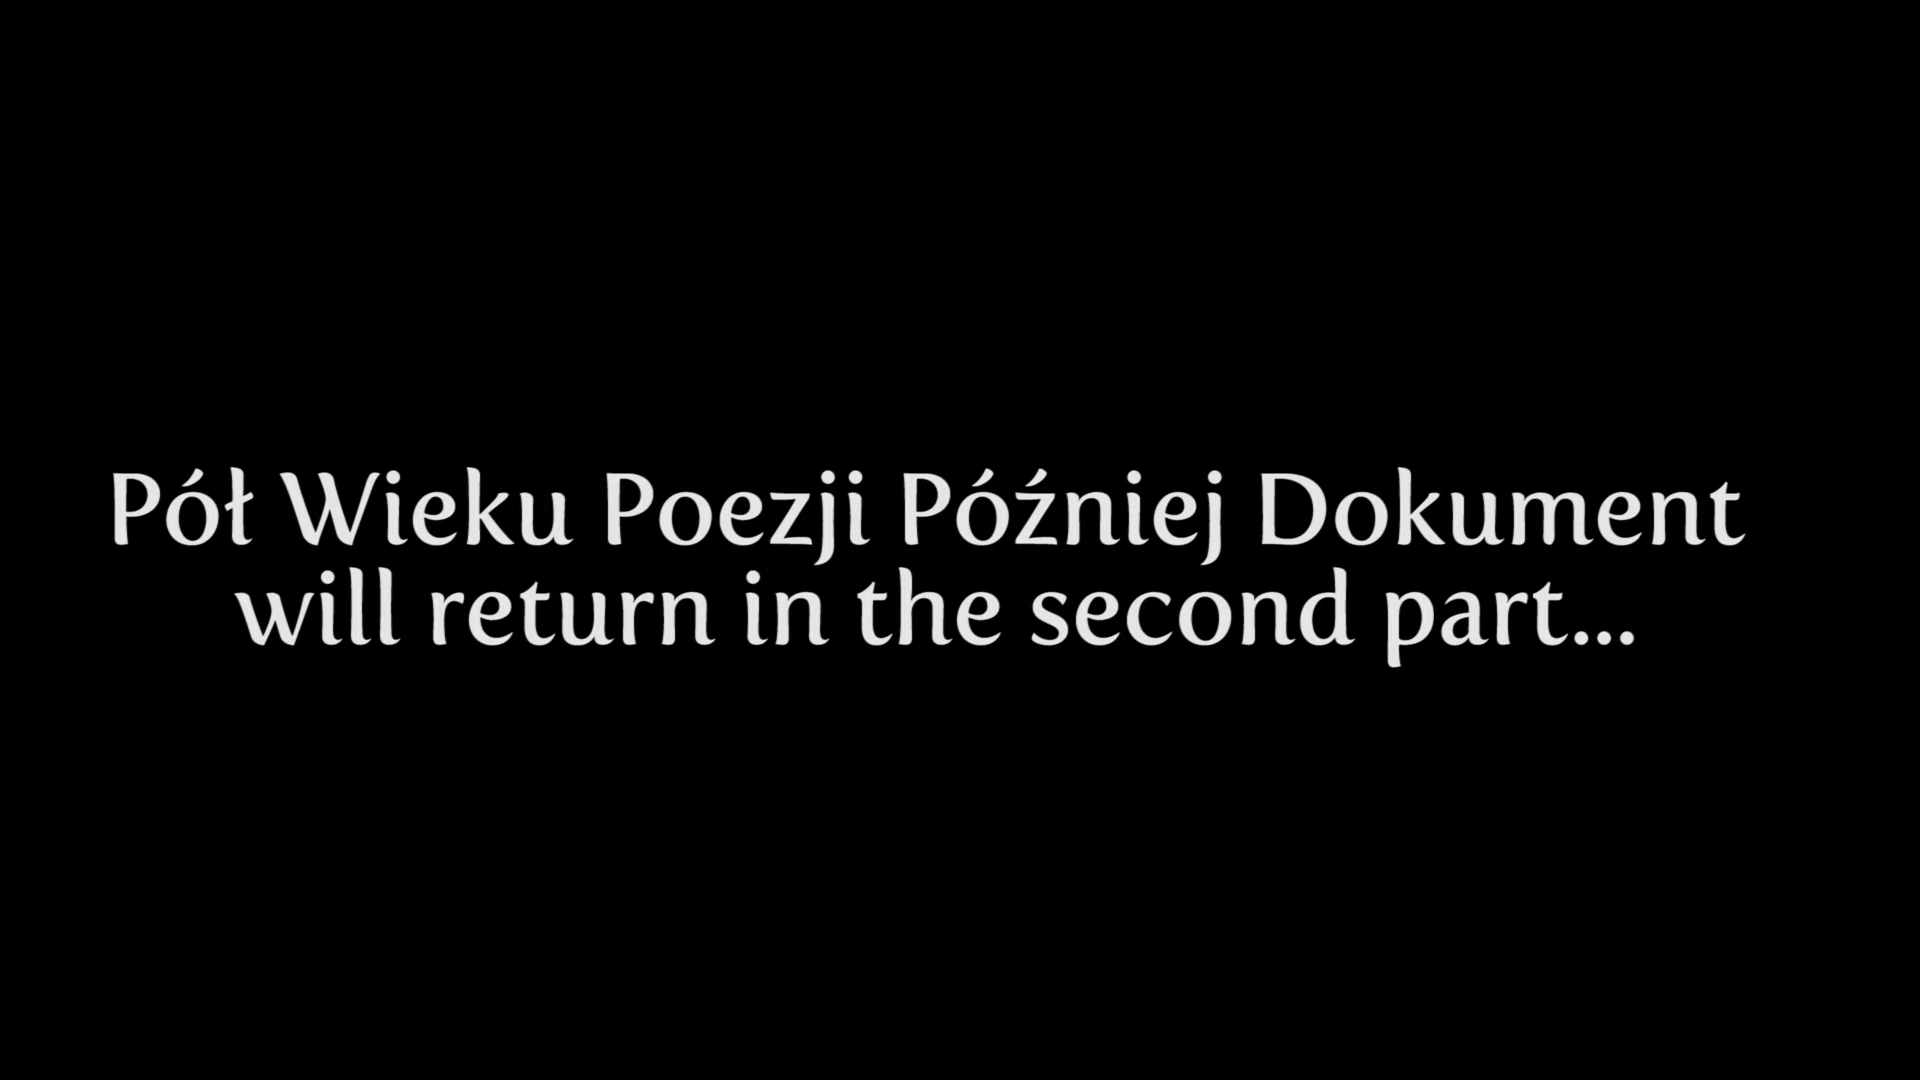 Pół Wieku Poezji Później Dokument
will return in the second part...